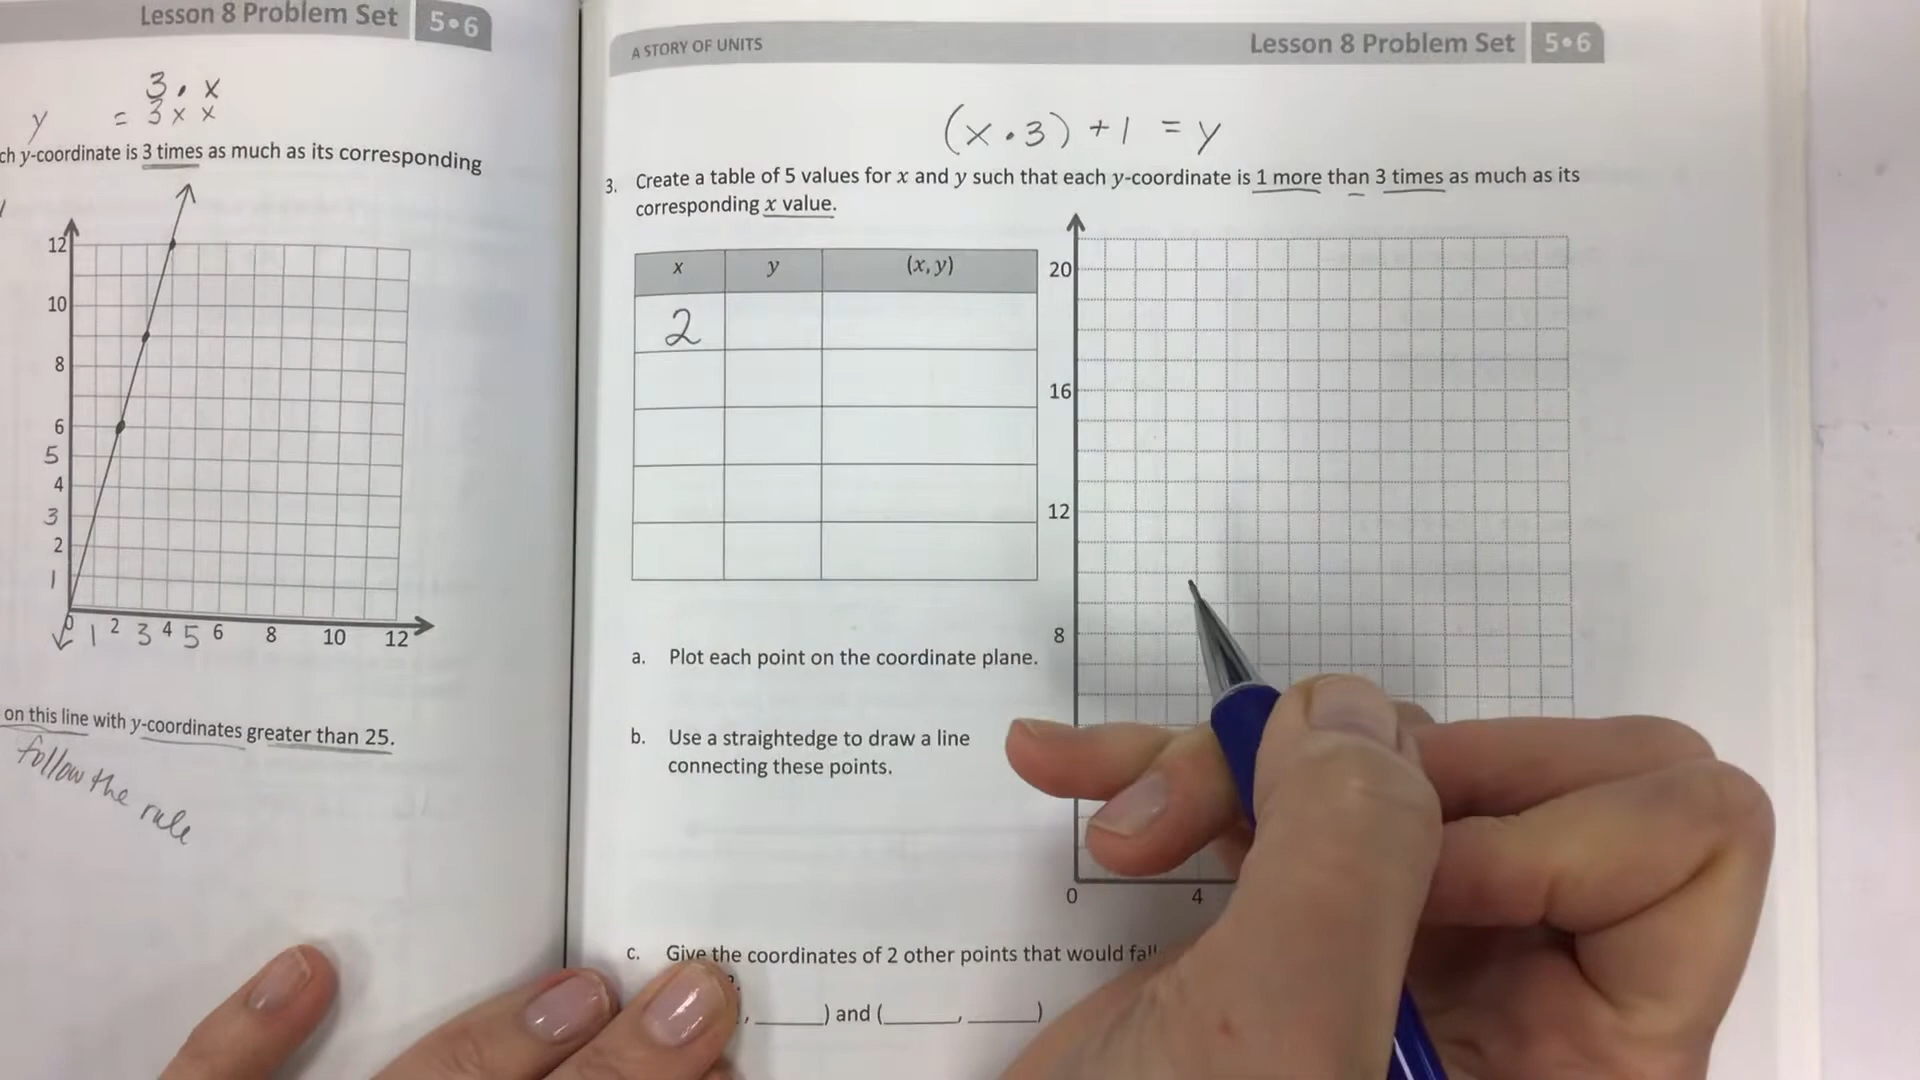 Lesson 8 Problem Set 5•6
3 . x
y = 3 x x
ch y-coordinate is 3 times as much as its corresponding
12
10
8
6
5
4
3
2
1
0 1 2 3 4 5 6 8 10 12
on this line with y-coordinates greater than 25.
follow the rule
A STORY OF UNITS Lesson 8 Problem Set 5•6
(x • 3) + 1 = y
3. Create a table of 5 values for x and y such that each y-coordinate is 1 more than 3 times as much as its
corresponding x value.
x y (x, y)
2
20
16
12
8
0 4
a. Plot each point on the coordinate plane.
b. Use a straightedge to draw a line
connecting these points.
c. Give the coordinates of 2 other points that would fall
?.
, _____) and (_____, _____)